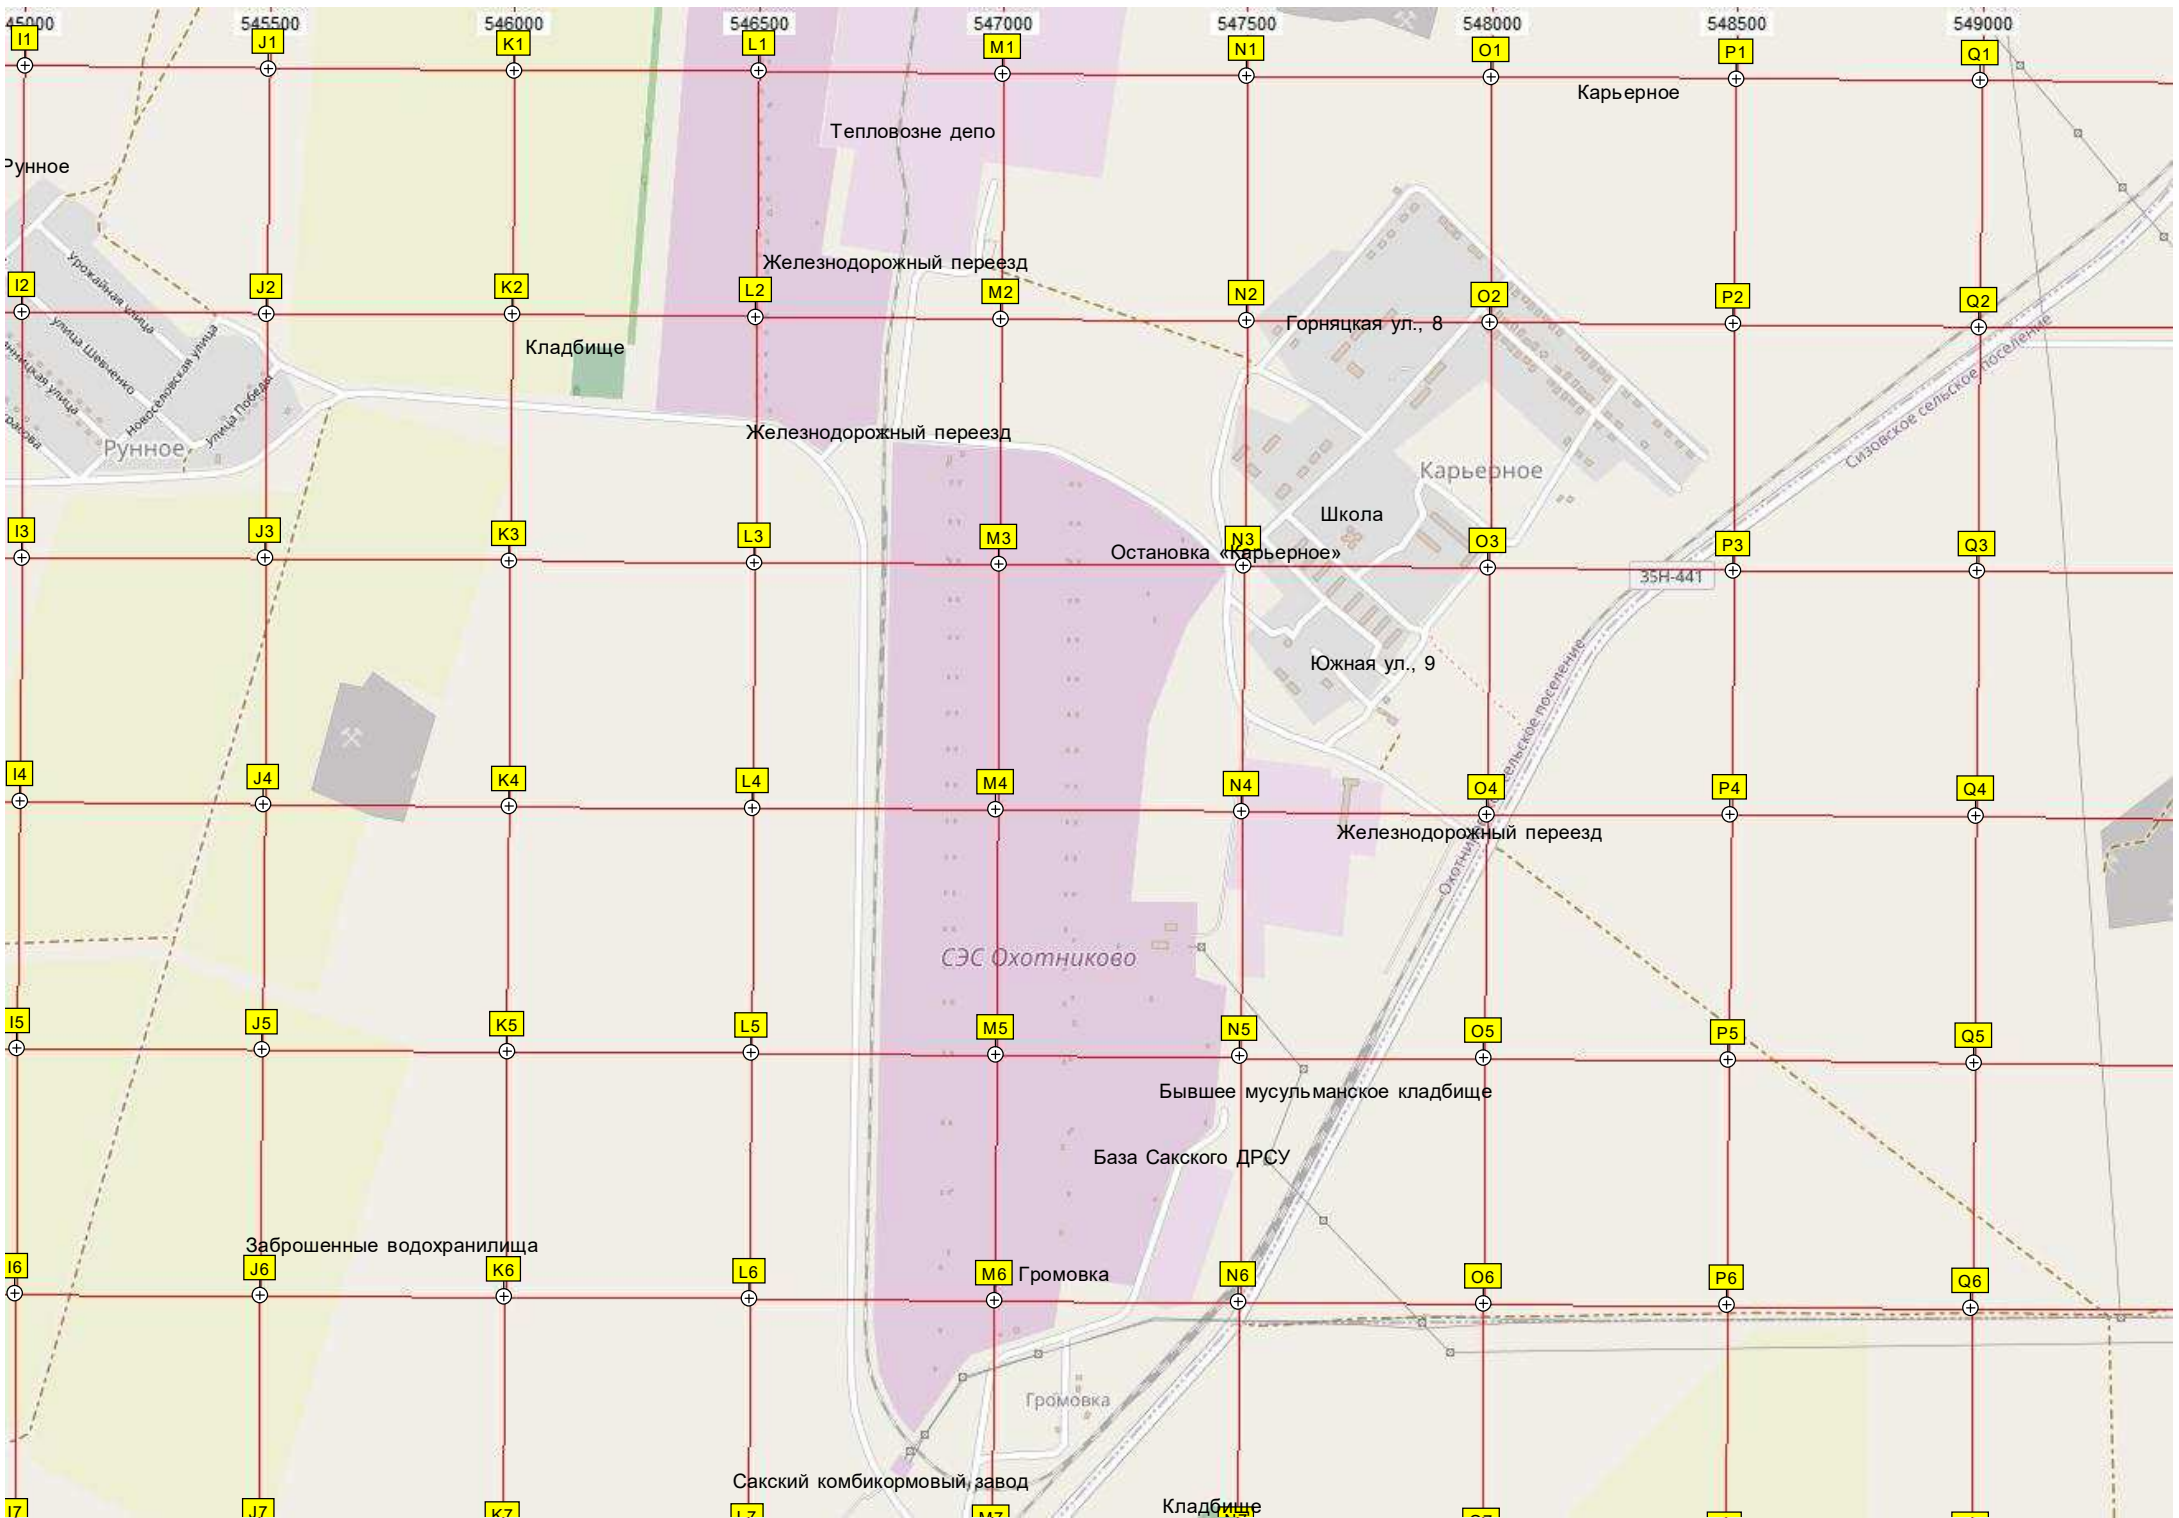 545500 546000 546500 547000 547500 548000 548500 549000
I1 J1 K1 L1 M1 N1 O1 P1 Q1
Карьерное
Тепловозне депо
Рунное
Железнодорожный переезд
Урожайная улица
I2 J2 K2 L2 M2 N2 O2 P2 Q2
улица Шевченко
Новоселовская улица
улица Победы
Кладбище
Горняцкая ул., 8
Сизовское сельское поселение
Железнодорожный переезд
Рунное
Карьерное
Школа
I3 J3 K3 L3 M3 N3 O3 P3 Q3
Остановка «Карьерное»
35Н-441
Южная ул., 9
сельское поселение
I4 J4 K4 L4 M4 N4 O4 P4 Q4
Железнодорожный переезд
СЭС Охотниково
I5 J5 K5 L5 M5 N5 O5 P5 Q5
Бывшее мусульманское кладбище
База Сакского ДРСУ
Заброшенные водохранилища
I6 J6 K6 L6 M6 N6 O6 P6 Q6
Громовка
Громовка
Сакский комбикормовый завод
Кладбище
I7 J7 K7 L7 M7 N7